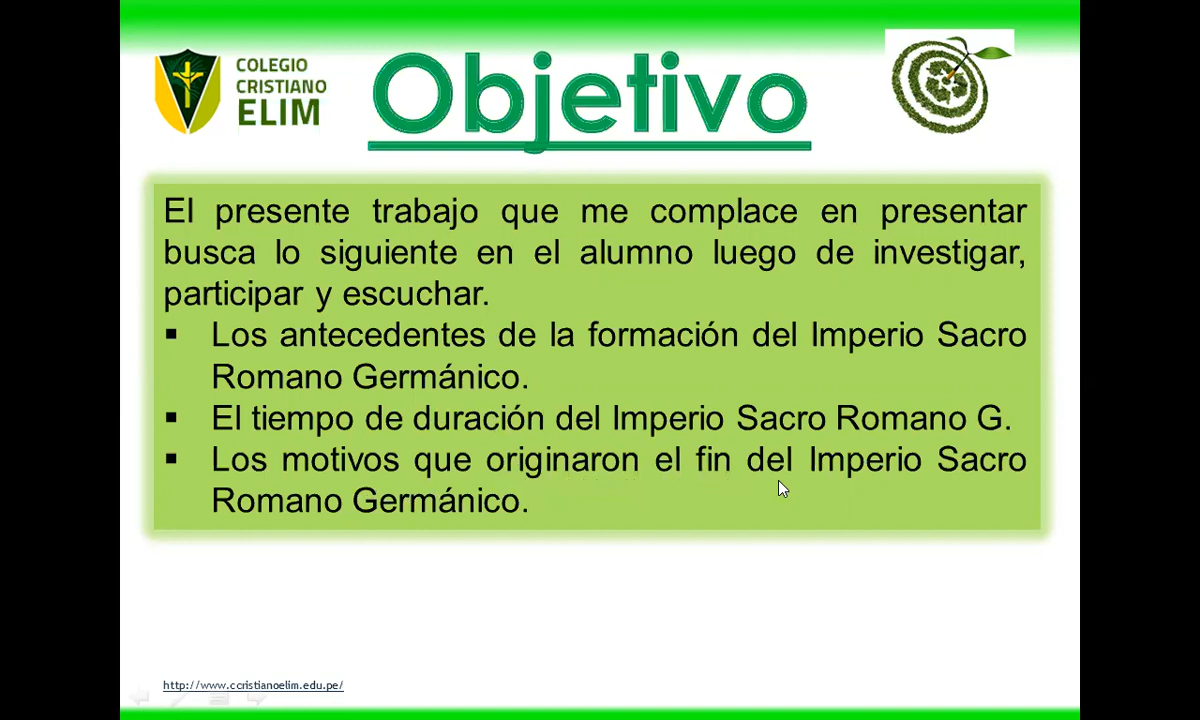 COLEGIO
CRISTIANO
ELIM
Objetivo
El presente trabajo que me complace en presentar
busca lo siguiente en el alumno luego de investigar,
participar y escuchar.
▪ Los antecedentes de la formación del Imperio Sacro
Romano Germánico.
▪ El tiempo de duración del Imperio Sacro Romano G.
▪ Los motivos que originaron el fin del Imperio Sacro
Romano Germánico.
http://www.ccristianoelim.edu.pe/